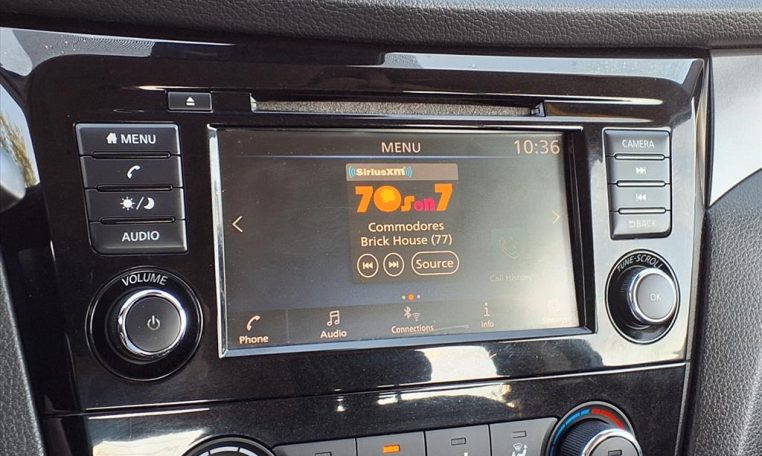 MENU
AUDIO
VOLUME
MENU
10:36
SiriusXM
70s on 7
Commodores
Brick House (77)
Source
Call History
Phone
Audio
Connections
Info
CAMERA
BACK
TUNE·SCROLL
OK